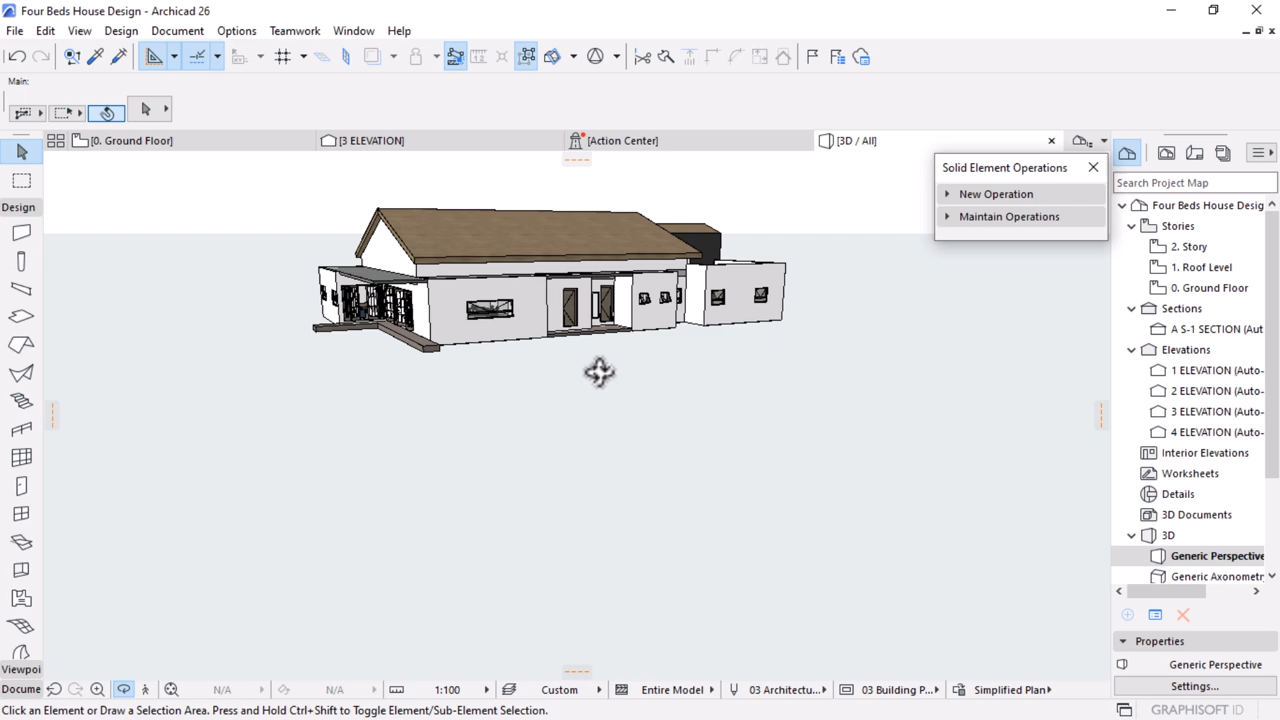 Four Beds House Design - Archicad 26
File Edit View Design Document Options Teamwork Window Help
Main:
[0. Ground Floor] [3 ELEVATION] [Action Center] [3D / All]
Solid Element Operations
New Operation
Maintain Operations
Search Project Map
Four Beds House Desig
Stories
2. Story
1. Roof Level
0. Ground Floor
Sections
A S-1 SECTION (Aut
Elevations
1 ELEVATION (Auto-
2 ELEVATION (Auto-
3 ELEVATION (Auto-
4 ELEVATION (Auto-
Interior Elevations
Worksheets
Details
3D Documents
3D
Generic Perspective
Generic Axonometr
Properties
Generic Perspective
Settings...
Design
Viewpoi
Docume
N/A N/A 1:100 Custom Entire Model 03 Architectu... 03 Building P... Simplified Plan
Click an Element or Draw a Selection Area. Press and Hold Ctrl+Shift to Toggle Element/Sub-Element Selection.
GRAPHISOFT ID